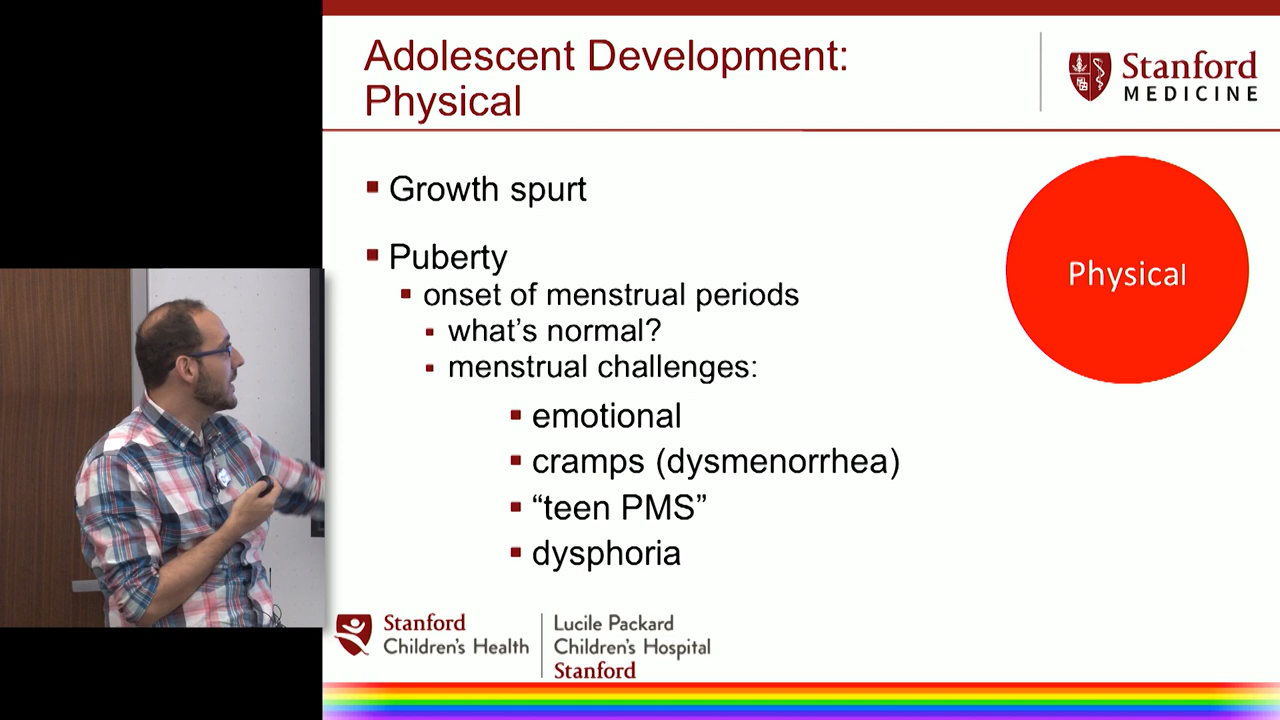 Adolescent Development:
Physical
Stanford
MEDICINE
Growth spurt
Puberty
onset of menstrual periods
what's normal?
menstrual challenges:
emotional
cramps (dysmenorrhea)
“teen PMS”
dysphoria
Physical
Stanford
Children's Health
Lucile Packard
Children's Hospital
Stanford